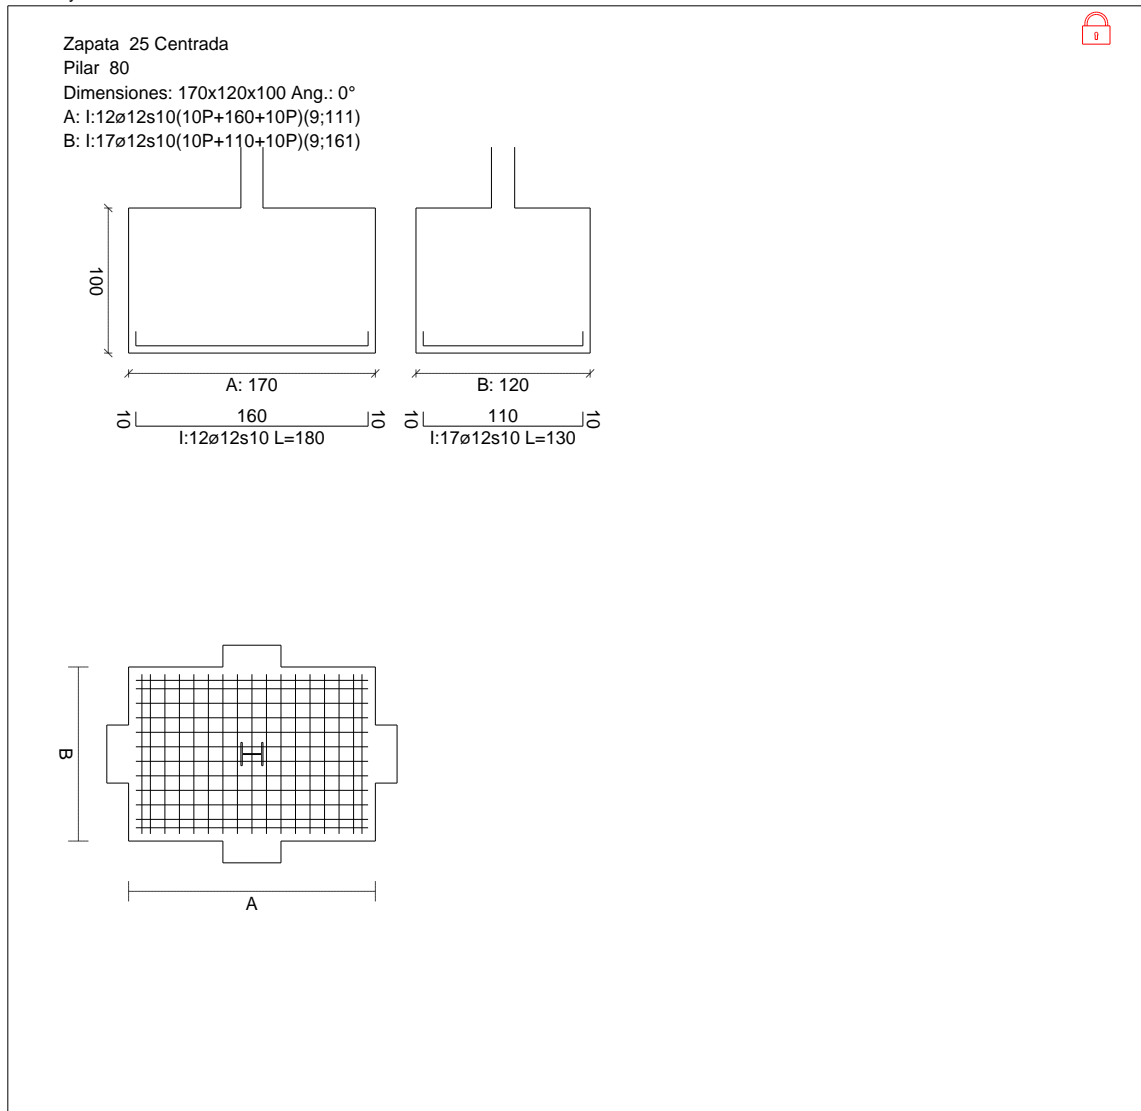 Zapata 25 Centrada
Pilar 80
Dimensiones: 170x120x100 Ang.: 0°
A: I:12ø12s10(10P+160+10P)(9;111)
B: I:17ø12s10(10P+110+10P)(9;161)
100
A: 170
B: 120
10 160 10
I:12ø12s10 L=180
10 110 10
I:17ø12s10 L=130
B
A